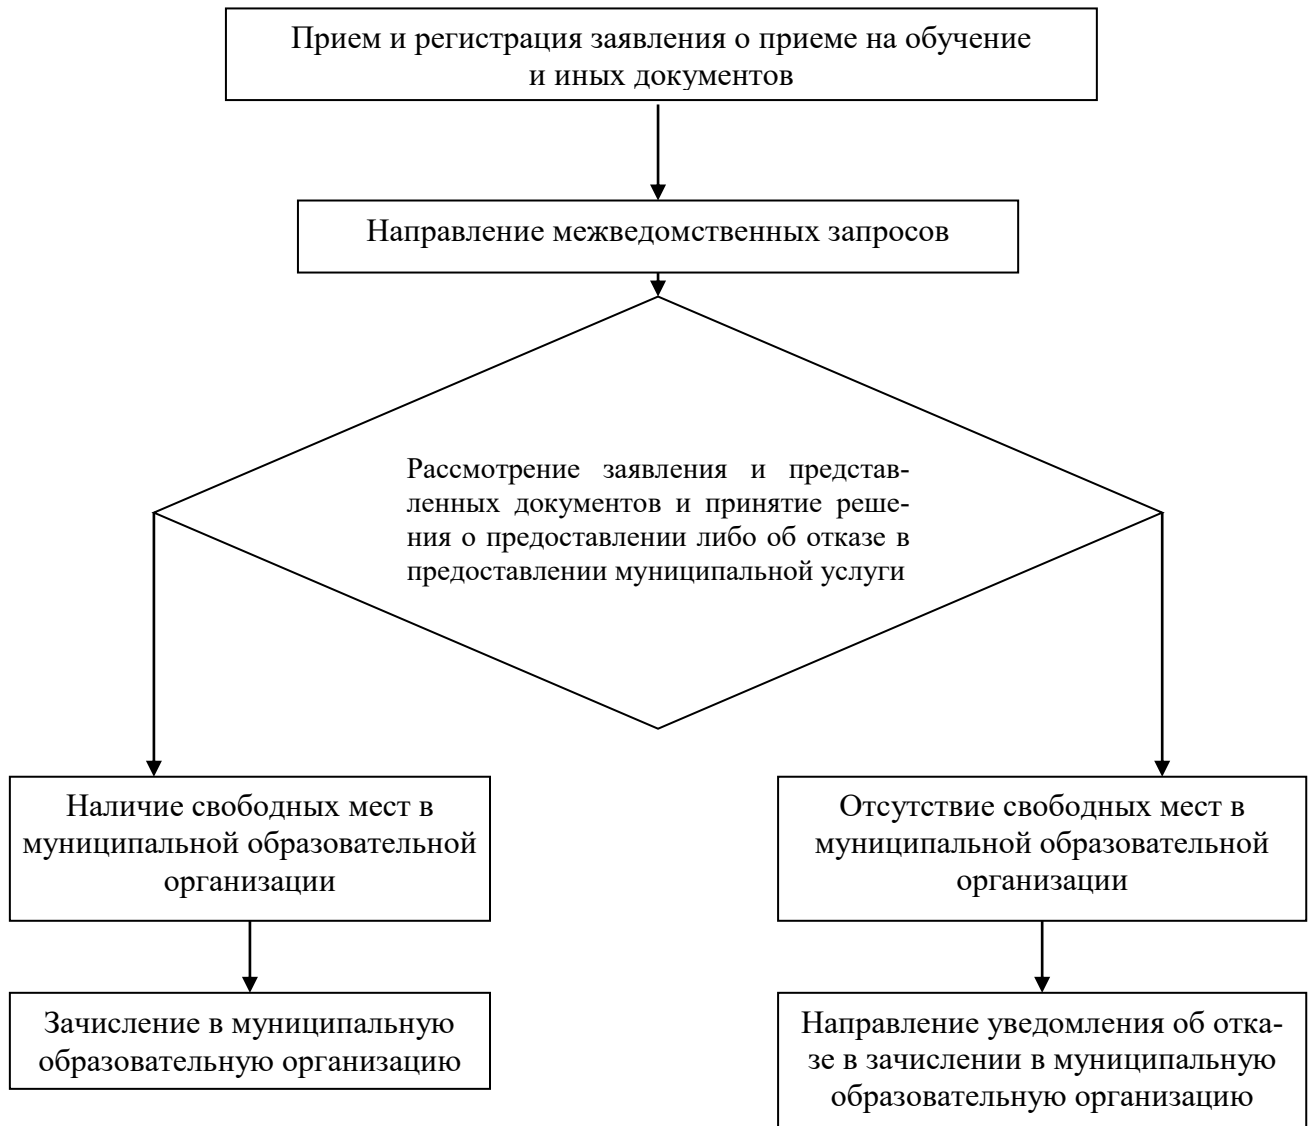 Прием и регистрация заявления о приеме на обучение
и иных документов
Направление межведомственных запросов
Рассмотрение заявления и представ-
ленных документов и принятие реше-
ния о предоставлении либо об отказе в
предоставлении муниципальной услуги
Наличие свободных мест в
муниципальной образовательной
организации
Отсутствие свободных мест в
муниципальной образовательной
организации
Зачисление в муниципальную
образовательную организацию
Направление уведомления об отка-
зе в зачислении в муниципальную
образовательную организацию